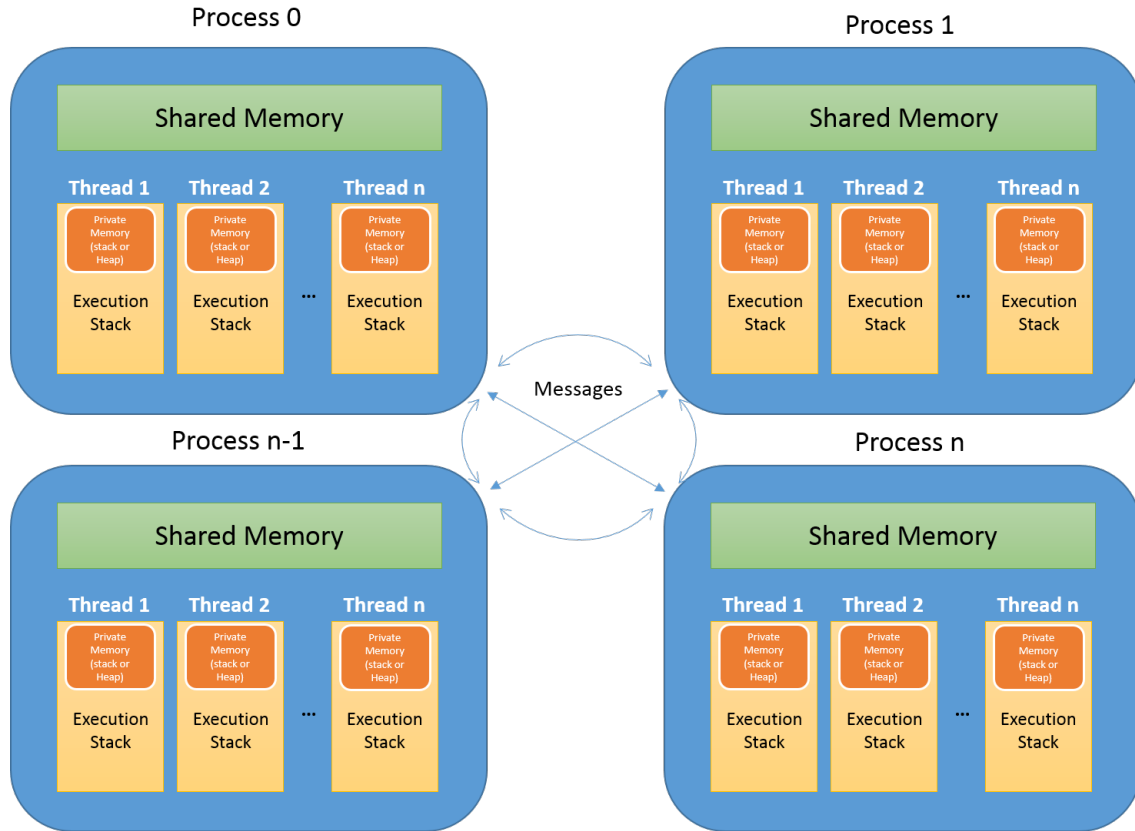 Process 0
Process 1
Shared Memory
Shared Memory
Thread 1 Thread 2 Thread n
Thread 1 Thread 2 Thread n
Private
Memory
(stack or
Heap)
Execution
Stack
Private
Memory
(stack or
Heap)
Execution
Stack
...
Private
Memory
(stack or
Heap)
Execution
Stack
Private
Memory
(stack or
Heap)
Execution
Stack
Private
Memory
(stack or
Heap)
Execution
Stack
...
Private
Memory
(stack or
Heap)
Execution
Stack
Messages
Process n-1
Process n
Shared Memory
Shared Memory
Thread 1 Thread 2 Thread n
Thread 1 Thread 2 Thread n
Private
Memory
(stack or
Heap)
Execution
Stack
Private
Memory
(stack or
Heap)
Execution
Stack
...
Private
Memory
(stack or
Heap)
Execution
Stack
Private
Memory
(stack or
Heap)
Execution
Stack
Private
Memory
(stack or
Heap)
Execution
Stack
...
Private
Memory
(stack or
Heap)
Execution
Stack